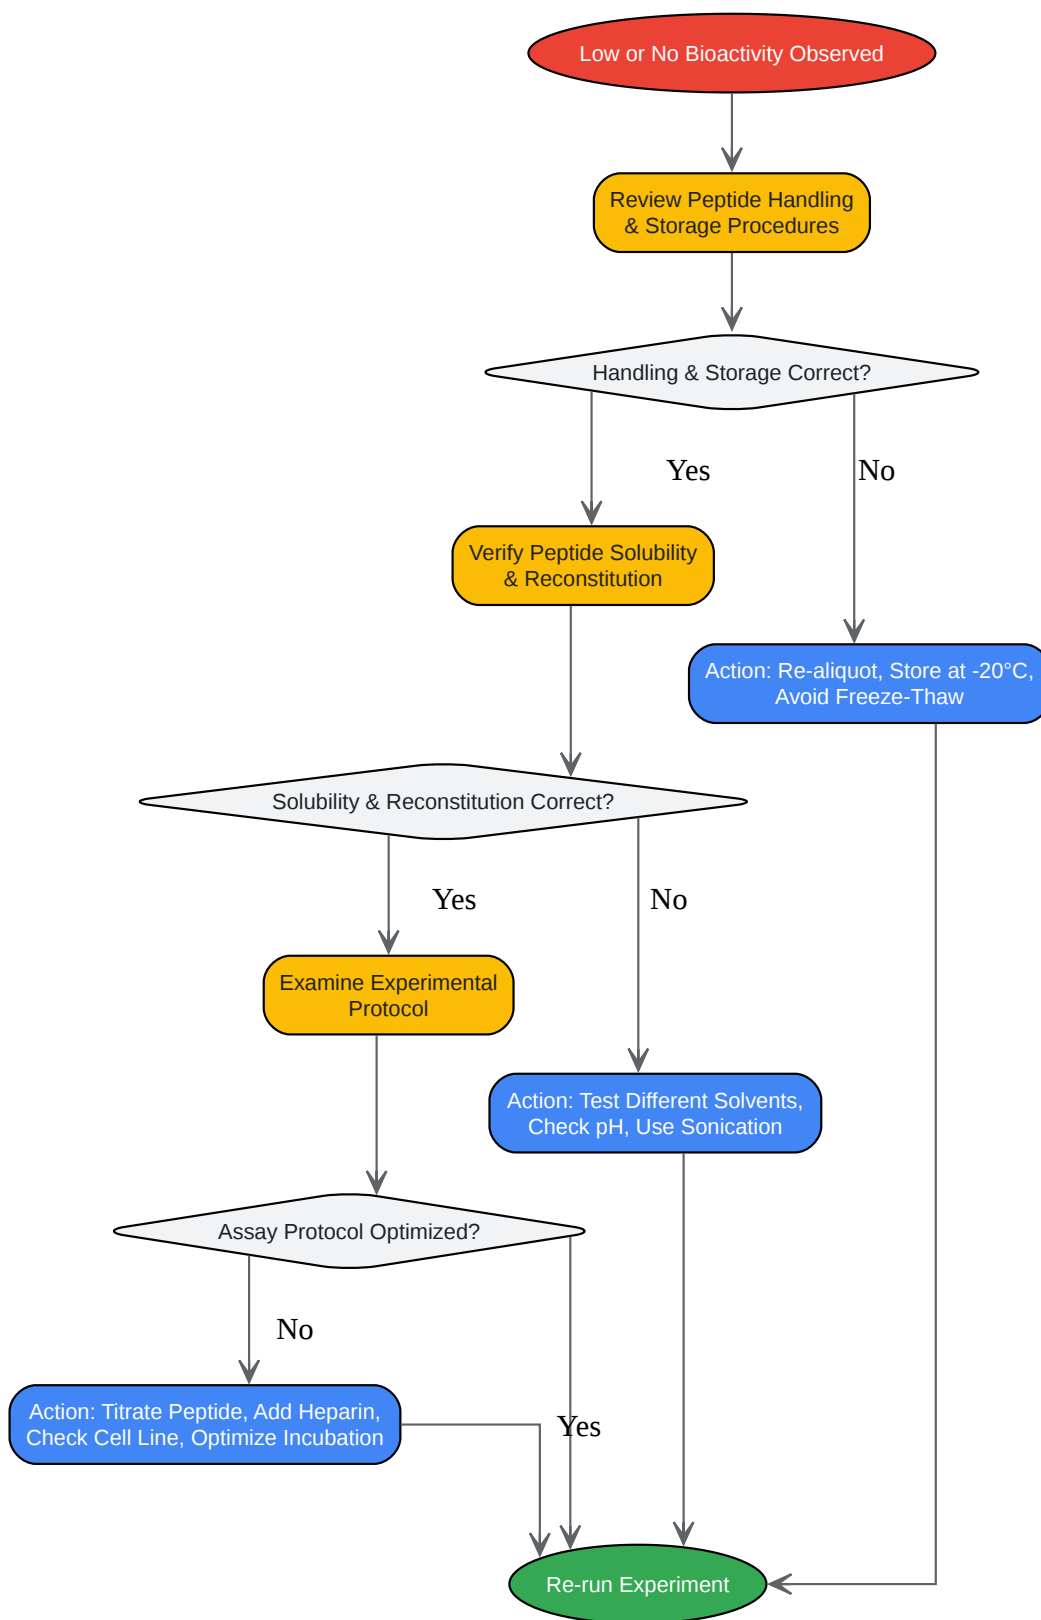 Low or No Bioactivity Observed
Review Peptide Handling
& Storage Procedures
Handling & Storage Correct?
Yes
No
Verify Peptide Solubility
& Reconstitution
Action: Re-aliquot, Store at -20°C,
Avoid Freeze-Thaw
Solubility & Reconstitution Correct?
Yes
No
Examine Experimental
Protocol
Action: Test Different Solvents,
Check pH, Use Sonication
Assay Protocol Optimized?
No
Action: Titrate Peptide, Add Heparin,
Check Cell Line, Optimize Incubation
Yes
Re-run Experiment